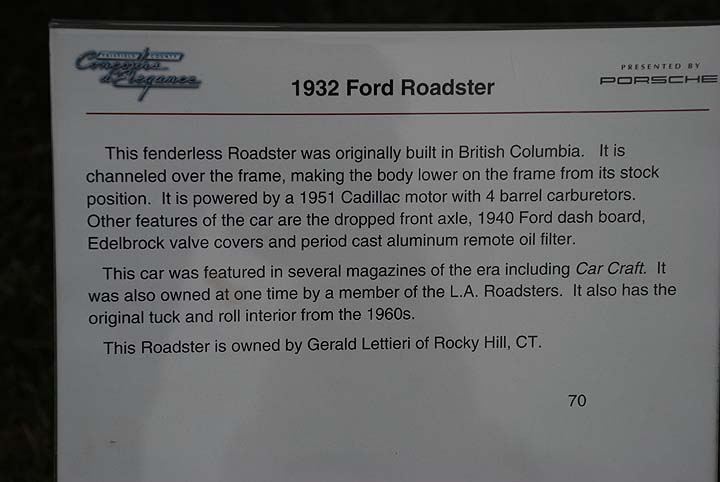 FAIRFIELD COUNTY
Concours
d'Elegance
PRESENTED BY
PORSCHE
1932 Ford Roadster
This fenderless Roadster was originally built in British Columbia. It is
channeled over the frame, making the body lower on the frame from its stock
position. It is powered by a 1951 Cadillac motor with 4 barrel carburetors.
Other features of the car are the dropped front axle, 1940 Ford dash board,
Edelbrock valve covers and period cast aluminum remote oil filter.
This car was featured in several magazines of the era including Car Craft. It
was also owned at one time by a member of the L.A. Roadsters. It also has the
original tuck and roll interior from the 1960s.
This Roadster is owned by Gerald Lettieri of Rocky Hill, CT.
70